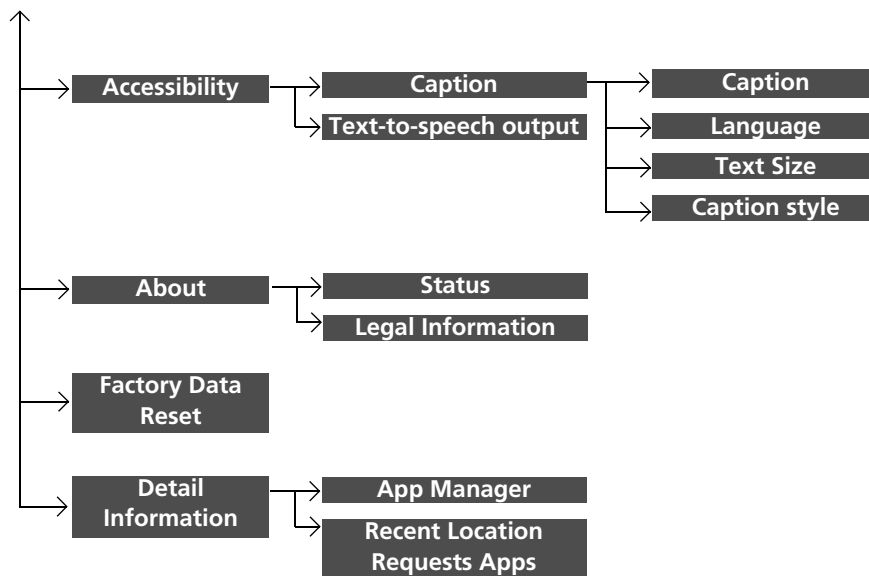 Accessibility
Caption
Caption
Text-to-speech output
Language
Text Size
Caption style
About
Status
Legal Information
Factory Data
Reset
Detail
Information
App Manager
Recent Location
Requests Apps